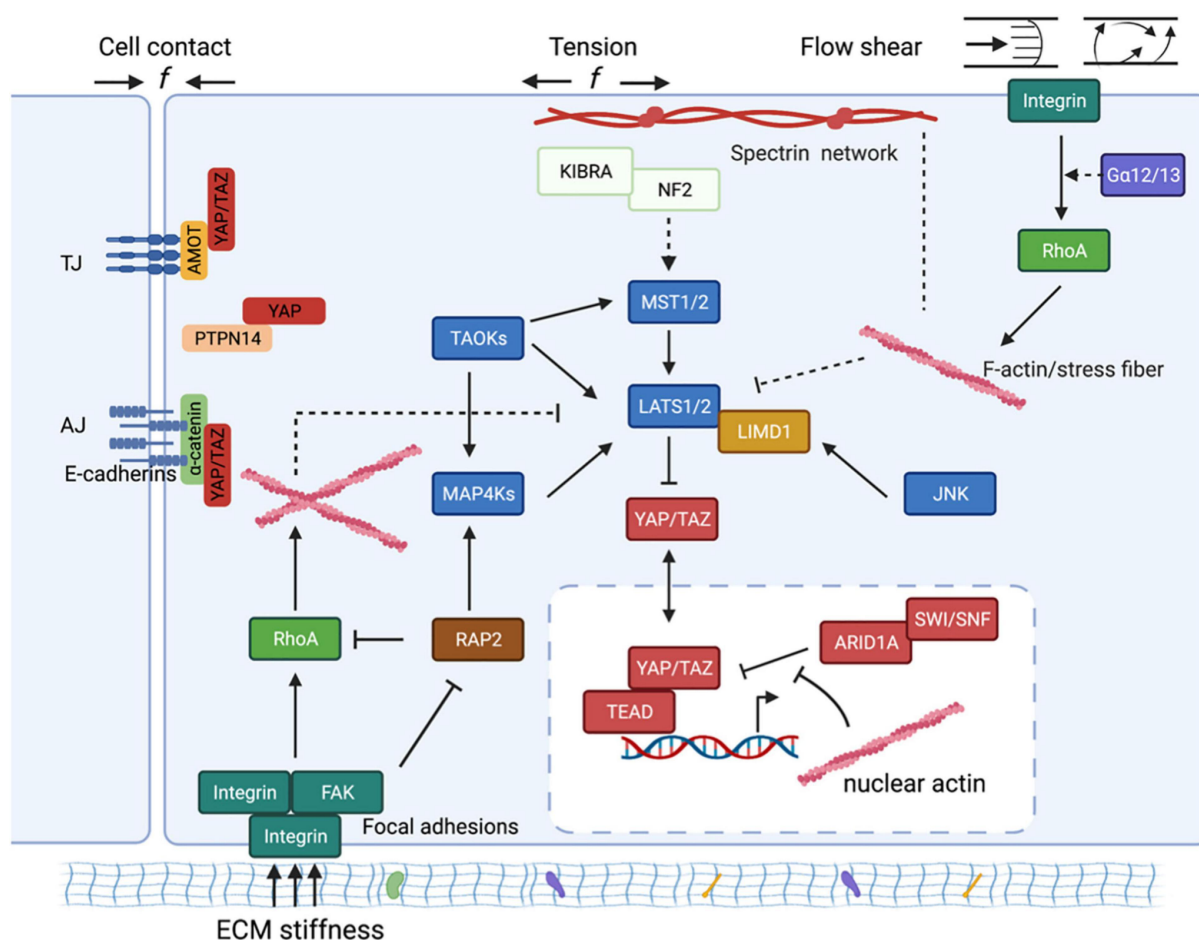 Cell contact
f
Tension
f
Flow shear
Integrin
Gα12/13
RhoA
F-actin/stress fiber
Spectrin network
KIBRA
NF2
MST1/2
TAOKs
LATS1/2
LIMD1
MAP4Ks
JNK
YAP/TAZ
TJ
AMOT
YAP/TAZ
YAP
PTPN14
AJ
E-cadherins
α-catenin
YAP/TAZ
RhoA
RAP2
YAP/TAZ
TEAD
ARID1A
SWI/SNF
nuclear actin
Integrin
FAK
Integrin
Focal adhesions
ECM stiffness